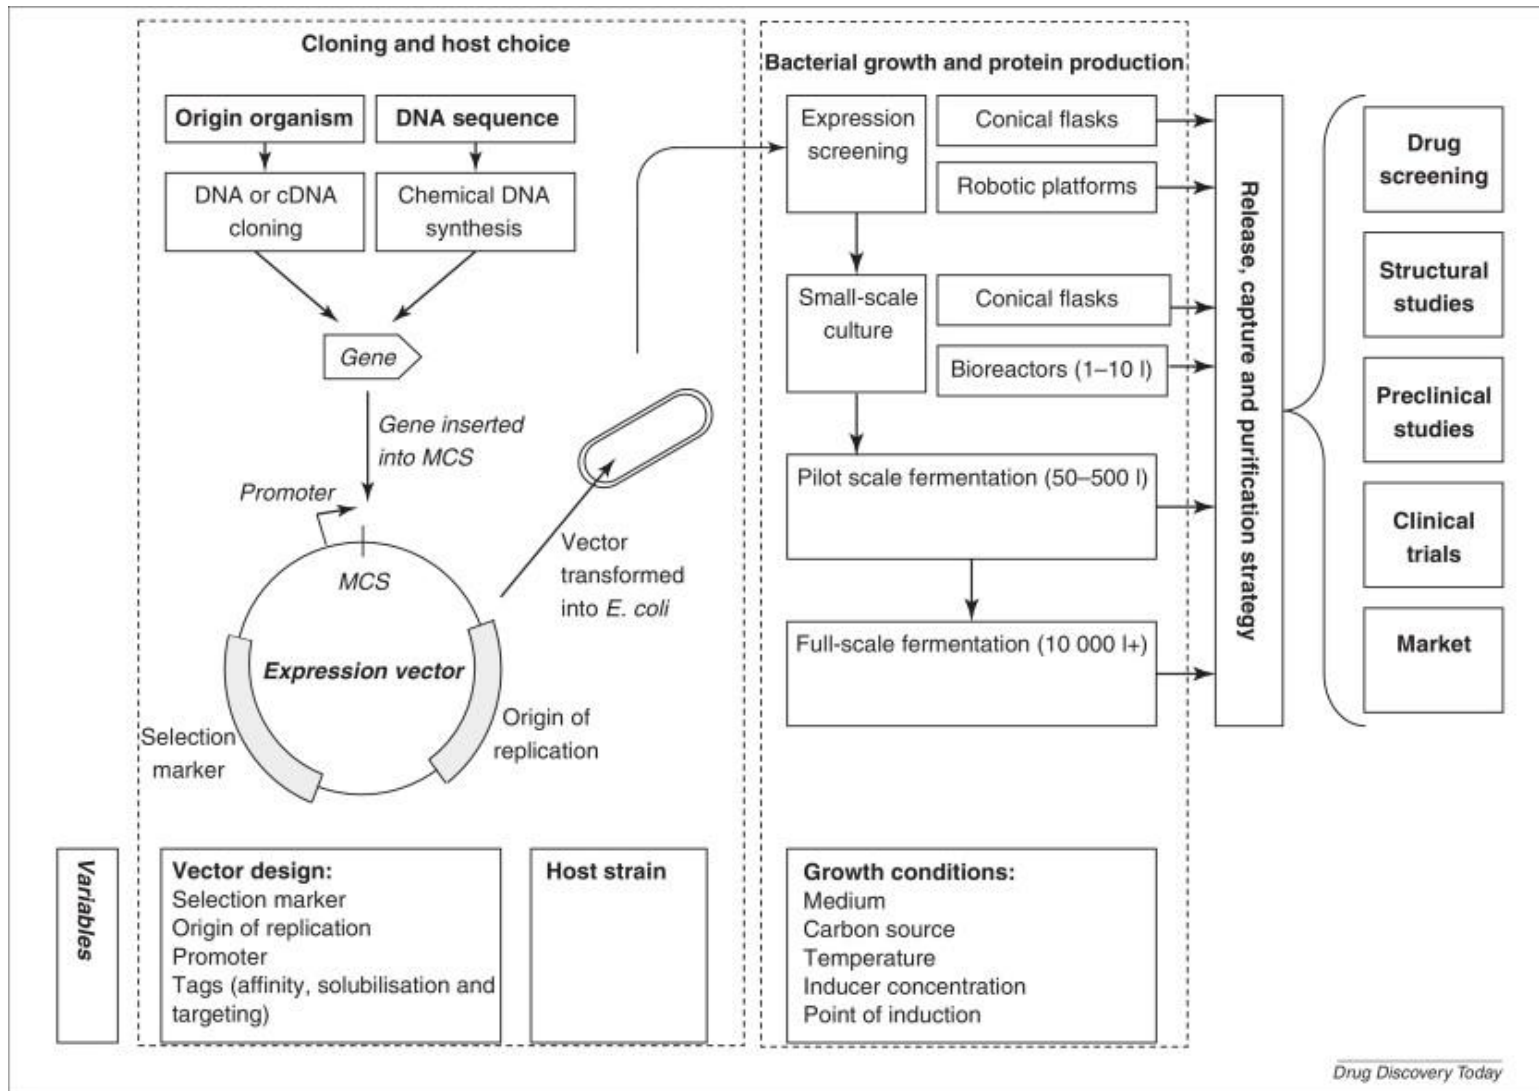 Cloning and host choice
Origin organism
DNA sequence
DNA or cDNA
cloning
Chemical DNA
synthesis
Gene
Gene inserted
into MCS
Promoter
MCS
Expression vector
Selection
marker
Origin of
replication
Vector
transformed
into E. coli
Bacterial growth and protein production
Expression
screening
Conical flasks
Robotic platforms
Small-scale
culture
Conical flasks
Bioreactors (1–10 l)
Pilot scale fermentation (50–500 l)
Full-scale fermentation (10 000 l+)
Release, capture and purification strategy
Drug
screening
Structural
studies
Preclinical
studies
Clinical
trials
Market
Variables
Vector design:
Selection marker
Origin of replication
Promoter
Tags (affinity, solubilisation and
targeting)
Host strain
Growth conditions:
Medium
Carbon source
Temperature
Inducer concentration
Point of induction
Drug Discovery Today